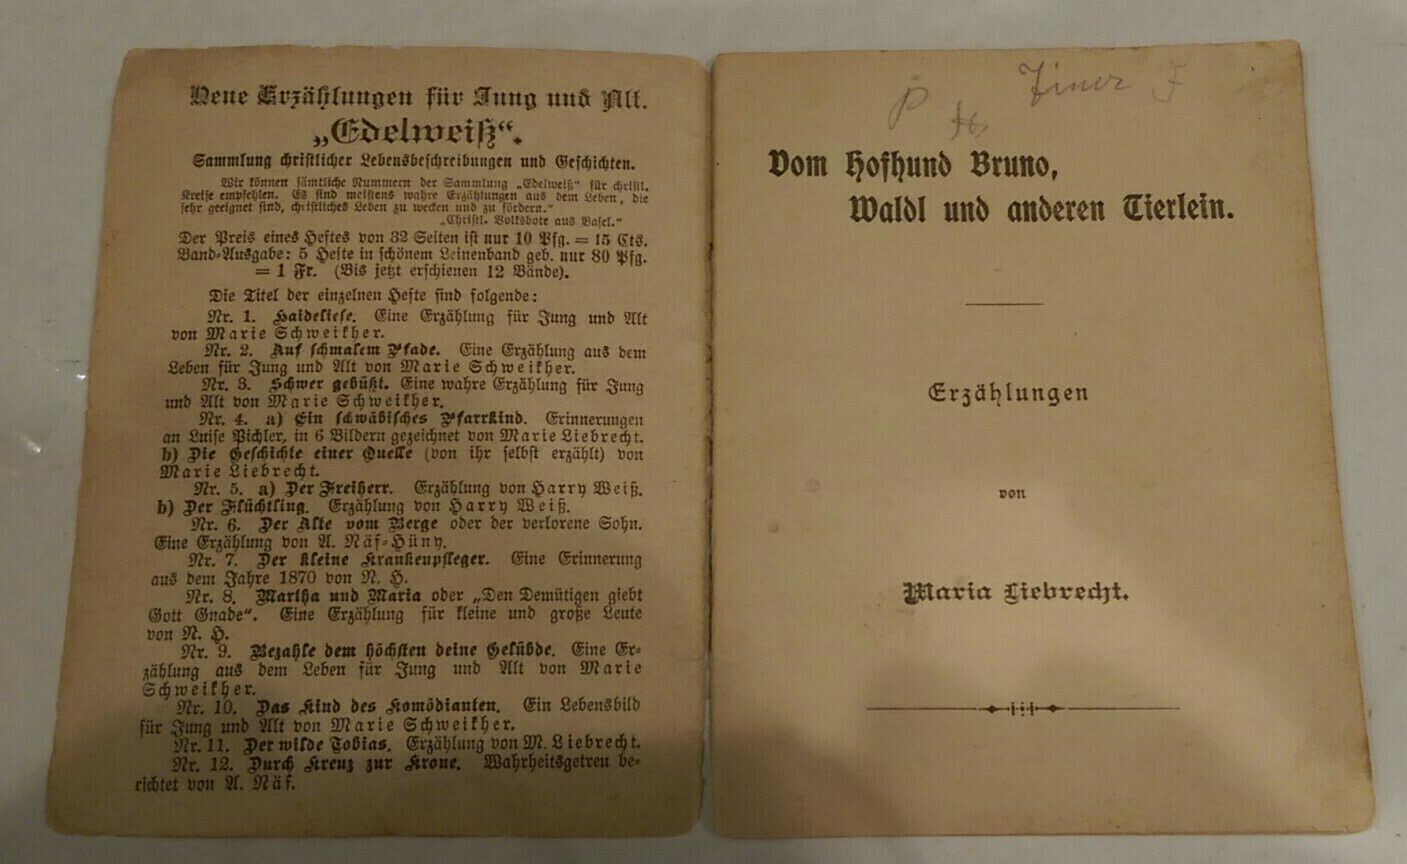 Neue Erzählungen für Jung und Alt.
„Edelweiß“.
Sammlung christlicher Lebensbeschreibungen und Geschichten.
Wir können sämtliche Nummern der Sammlung „Edelweiß“ für christl.
Kreise empfehlen. Es sind meistens wahre Erzählungen aus dem Leben, die
sehr geeignet sind, christliches Leben zu wecken und zu fördern.“
„Christl. Volksbote aus Basel.“
Der Preis eines Heftes von 32 Seiten ist nur 10 Pfg. = 15 Cts.
Band-Ausgabe: 5 Hefte in schönem Leinenband geb. nur 80 Pfg.
= 1 Fr. (Bis jetzt erschienen 12 Bände).
Die Titel der einzelnen Hefte sind folgende:
Nr. 1. Haideliese. Eine Erzählung für Jung und Alt
von Marie Schweikher.
Nr. 2. Auf schmalem Pfade. Eine Erzählung aus dem
Leben für Jung und Alt von Marie Schweikher.
Nr. 3. Schwer gebüßt. Eine wahre Erzählung für Jung
und Alt von Marie Schweikher.
Nr. 4. a) Ein schwäbisches Pfarrkind. Erinnerungen
an Luise Pichler, in 6 Bildern gezeichnet von Marie Liebrecht.
b) Die Geschichte einer Quelle (von ihr selbst erzählt) von
Marie Liebrecht.
Nr. 5. a) Der Freiherr. Erzählung von Harry Weiß.
b) Der Flüchtling. Erzählung von Harry Weiß.
Nr. 6. Der Alte vom Berge oder der verlorene Sohn.
Eine Erzählung von A. Näf-Hüny.
Nr. 7. Der kleine Krankenpfleger. Eine Erinnerung
aus dem Jahre 1870 von N. H.
Nr. 8. Martha und Maria oder „Den Demütigen giebt
Gott Gnade“. Eine Erzählung für kleine und große Leute
von N. H.
Nr. 9. Bezahle dem Höchsten deine Gelübde. Eine Er-
zählung aus dem Leben für Jung und Alt von Marie
Schweikher.
Nr. 10. Das Kind des Komödianten. Ein Lebensbild
für Jung und Alt von Marie Schweikher.
Nr. 11. Der wilde Tobias. Erzählung von M. Liebrecht.
Nr. 12. Durch Kreuz zur Krone. Wahrheitsgetreu be-
richtet von A. Näf.
Vom Hofhund Bruno,
Waldl und anderen Tierlein.
Erzählungen
von
Maria Liebrecht.